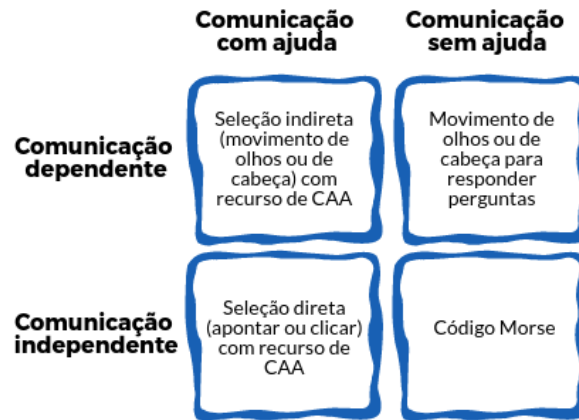 Comunicação
com ajuda
Comunicação
sem ajuda
Comunicação
dependente
Seleção indireta
(movimento de
olhos ou de
cabeça) com
recurso de CAA
Movimento de
olhos ou de
cabeça para
responder
perguntas
Comunicação
independente
Seleção direta
(apontar ou clicar)
com recurso de
CAA
Código Morse